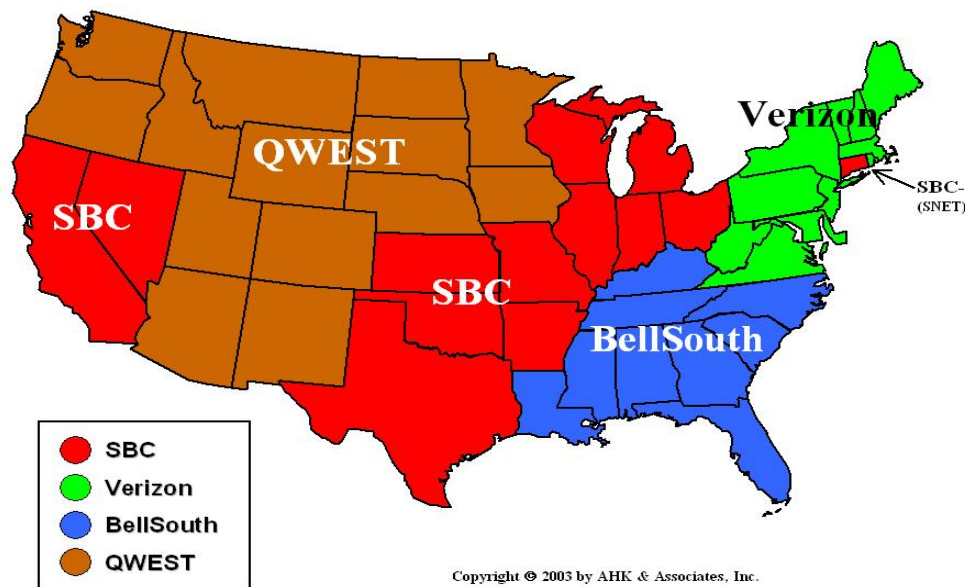 Verizon
QWEST
SBC-
(SNET)
SBC
SBC
BellSouth
SBC
Verizon
BellSouth
QWEST
Copyright © 2003 by AHK & Associates, Inc.